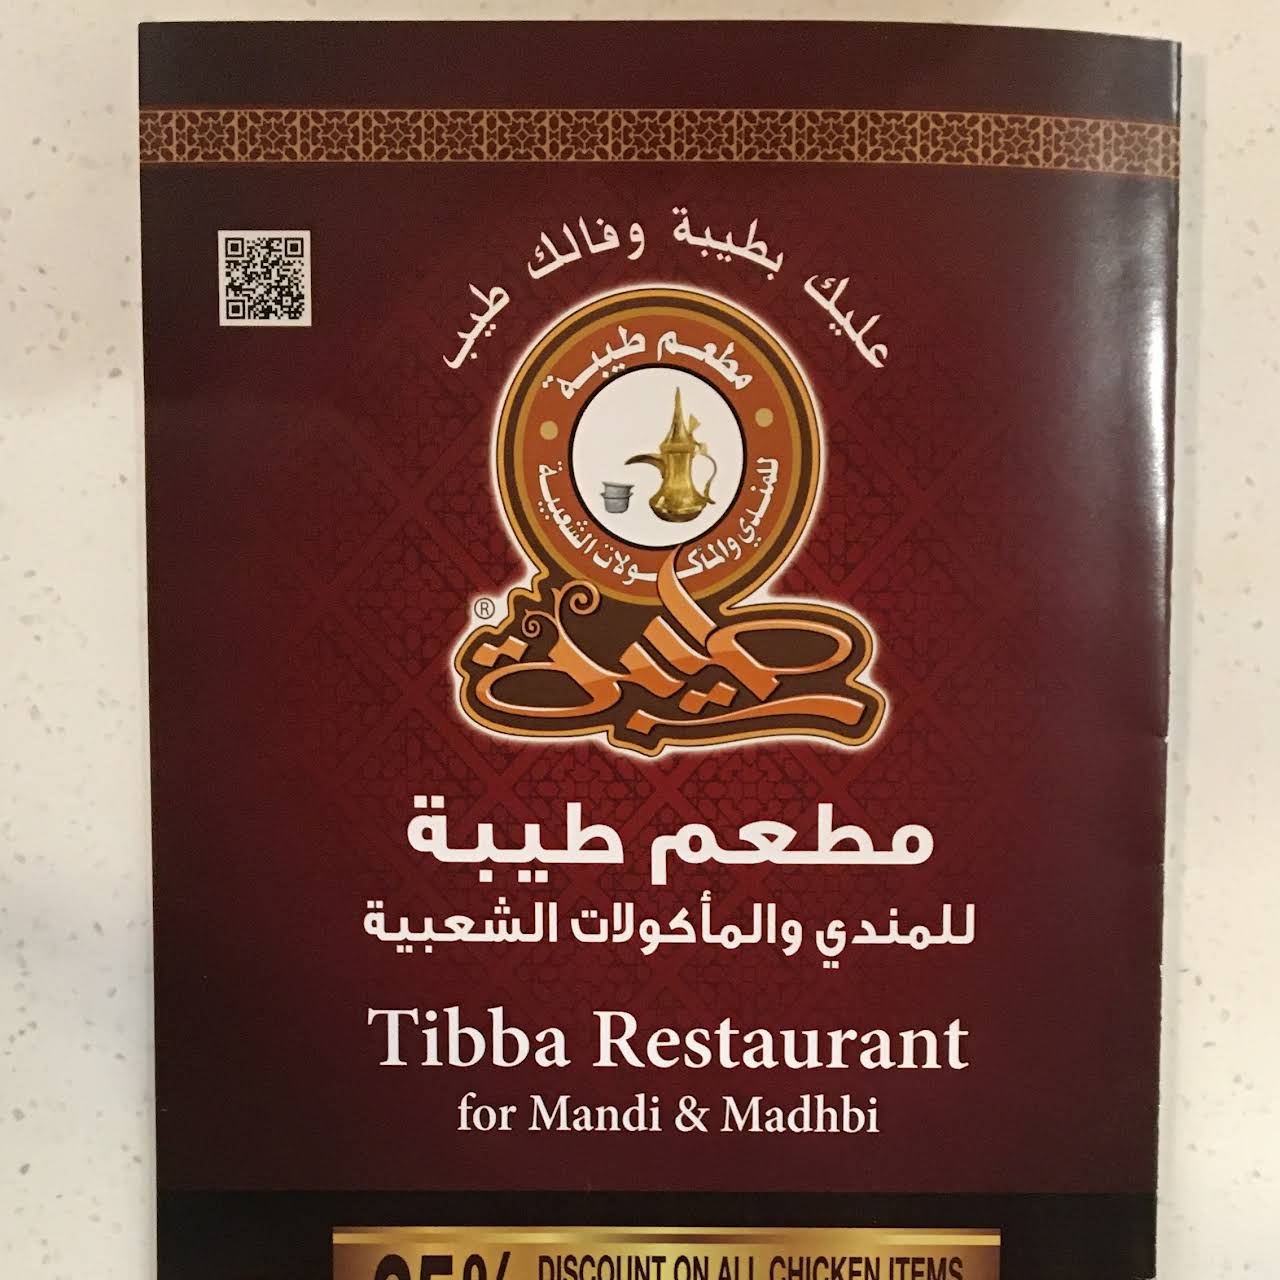 عليك بطيبة وفالك طيب
مطعم طيبة
للمندي والمأكولات الشعبية
طيبة
®
مطعم طيبة
للمندي والمأكولات الشعبية
Tibba Restaurant
for Mandi & Madhbi
DISCOUNT ON ALL CHICKEN ITEMS